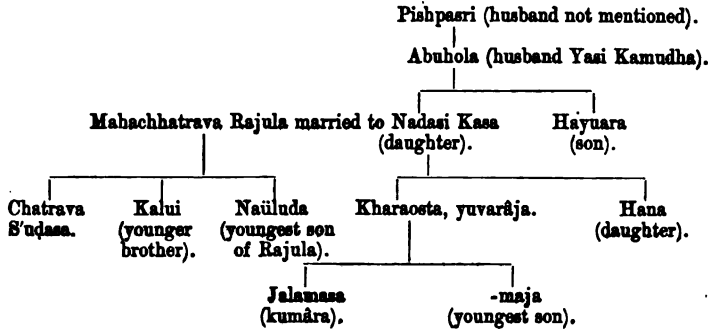 Pishpasri (husband not mentioned).
Abuhola (husband Yasi Kamudha).
Mahachhatrava Rajula married to Nadasi Kasa
(daughter).
Hayuara
(son).
Chatrava
S'uḍasa.
Kalui
(younger
brother).
Naüluda
(youngest son
of Rajula).
Kharaosta, yuvarâja.
Hana
(daughter).
Jalamasa
(kumâra).
-maja
(youngest son).